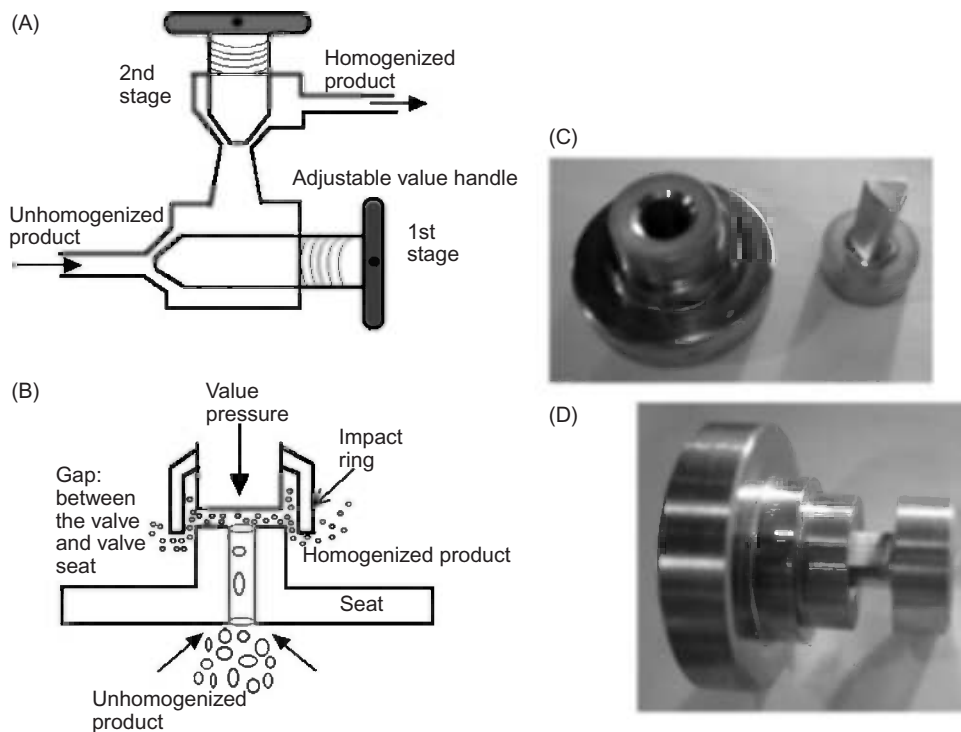 (A)
2nd
stage
Homogenized
product
Adjustable value handle
Unhomogenized
product
1st
stage
(B)
Value
pressure
Impact
ring
Gap:
between
the valve
and valve
seat
Homogenized product
Seat
Unhomogenized
product
(C)
(D)